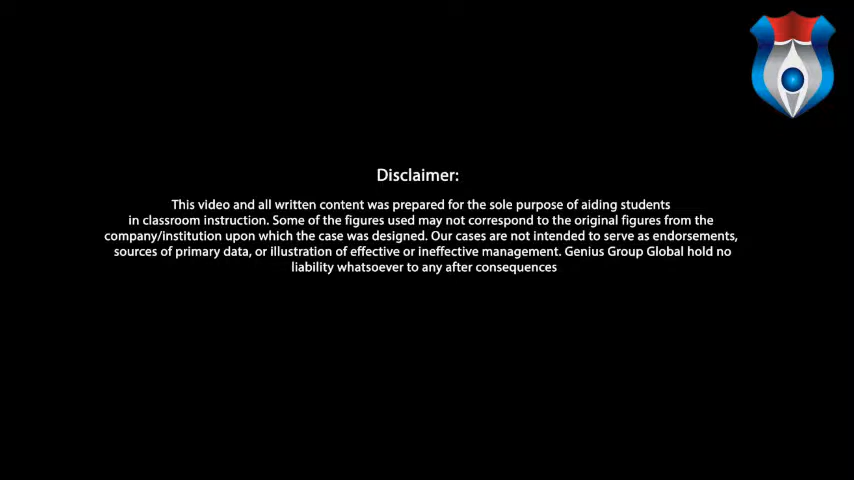 Disclaimer:
This video and all written content was prepared for the sole purpose of aiding students
in classroom instruction. Some of the figures used may not correspond to the original figures from the
company/institution upon which the case was designed. Our cases are not intended to serve as endorsements,
sources of primary data, or illustration of effective or ineffective management. Genius Group Global hold no
liability whatsoever to any after consequences